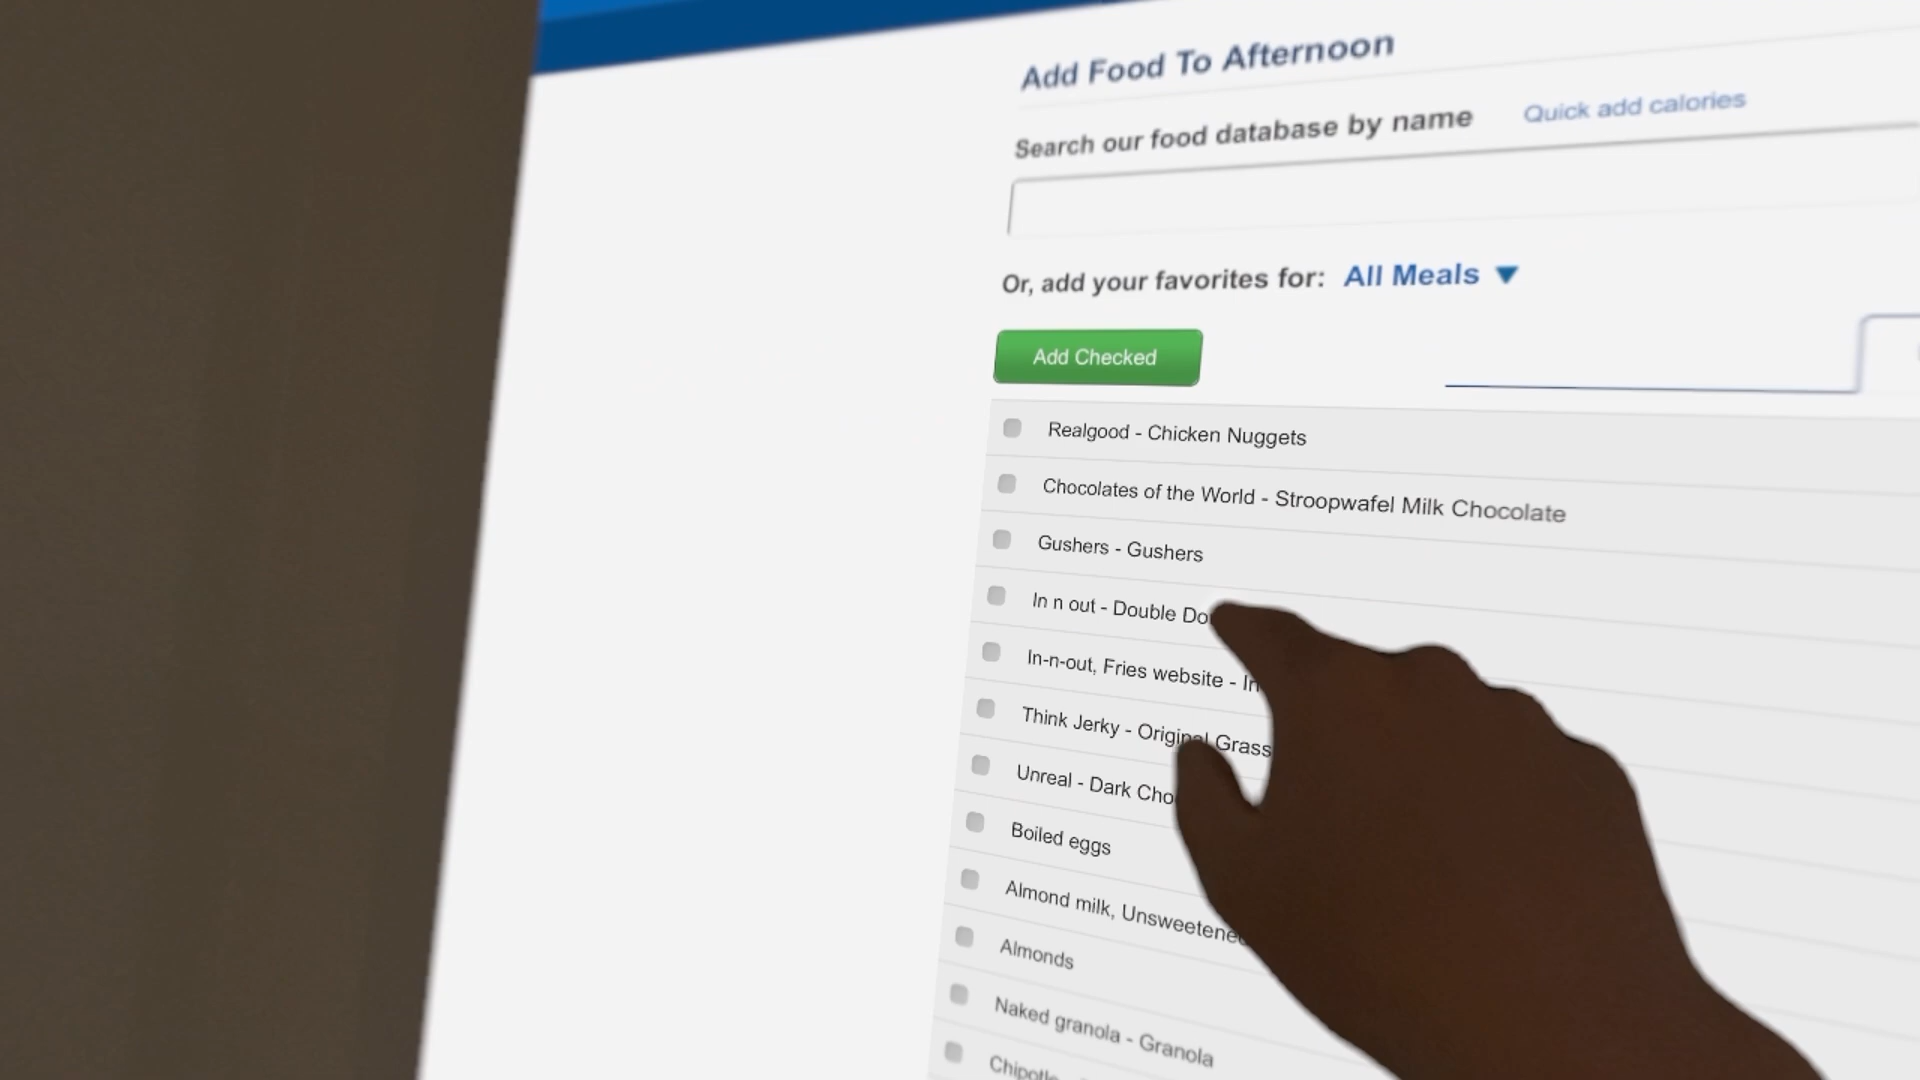 Add Food To Afternoon
Search our food database by name
Quick add calories
Or, add your favorites for: All Meals
Add Checked
Realgood - Chicken Nuggets
Chocolates of the World - Stroopwafel Milk Chocolate
Gushers - Gushers
In n out - Double
In-n-out, Fries website -
Think Jerky - Original Grass
Unreal - Dark
Boiled eggs
Almond milk, Unsweetened
Almonds
Naked granola - Granola